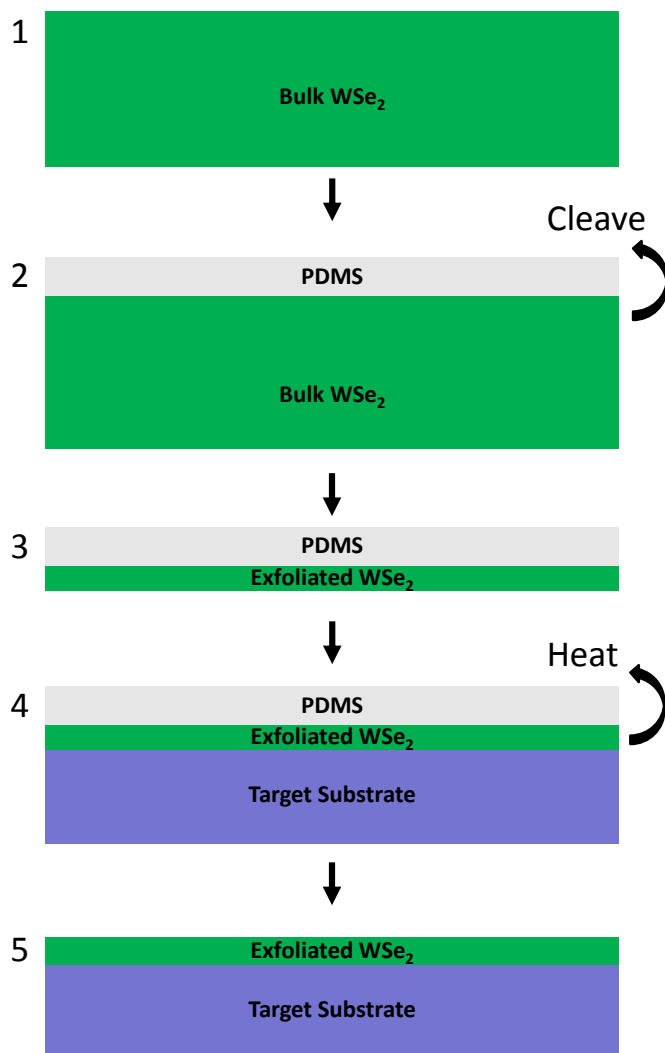 1
Bulk WSe₂
Cleave
2
PDMS
Bulk WSe₂
3
PDMS
Exfoliated WSe₂
Heat
4
PDMS
Exfoliated WSe₂
Target Substrate
5
Exfoliated WSe₂
Target Substrate